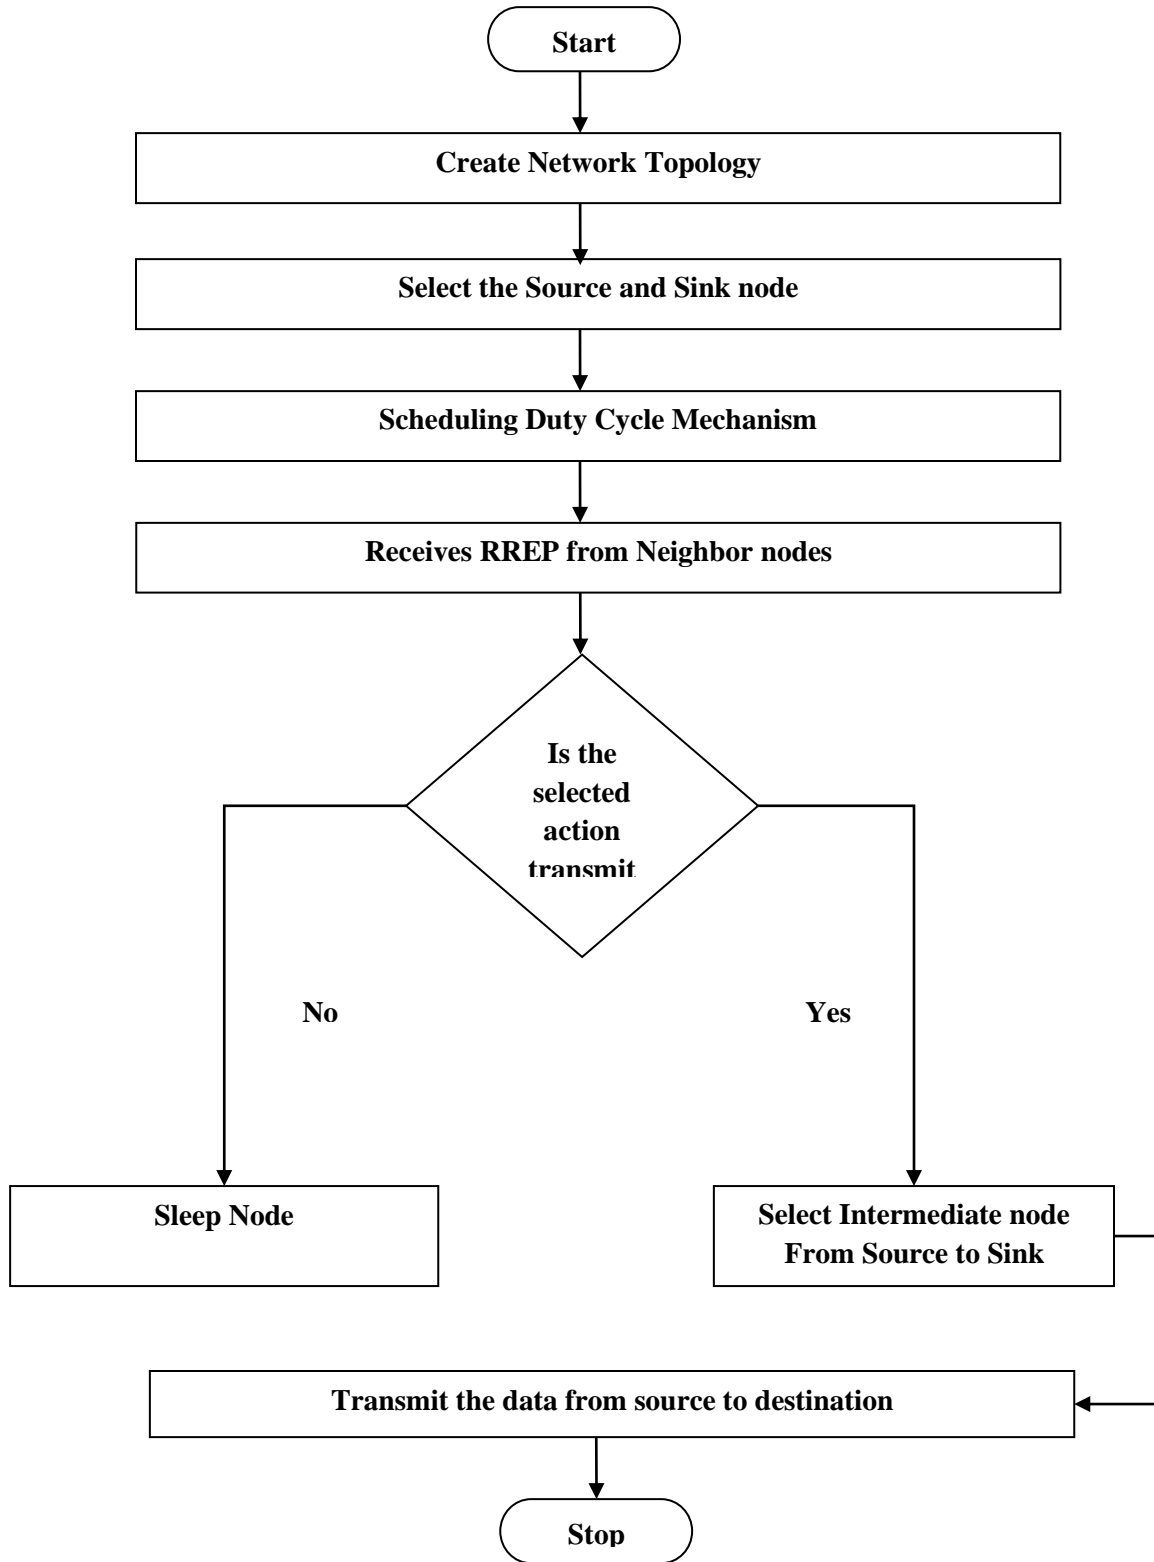 Start
Create Network Topology
Select the Source and Sink node
Scheduling Duty Cycle Mechanism
Receives RREP from Neighbor nodes
Is the
selected
action
transmit
No
Yes
Sleep Node
Select Intermediate node
From Source to Sink
Transmit the data from source to destination
Stop